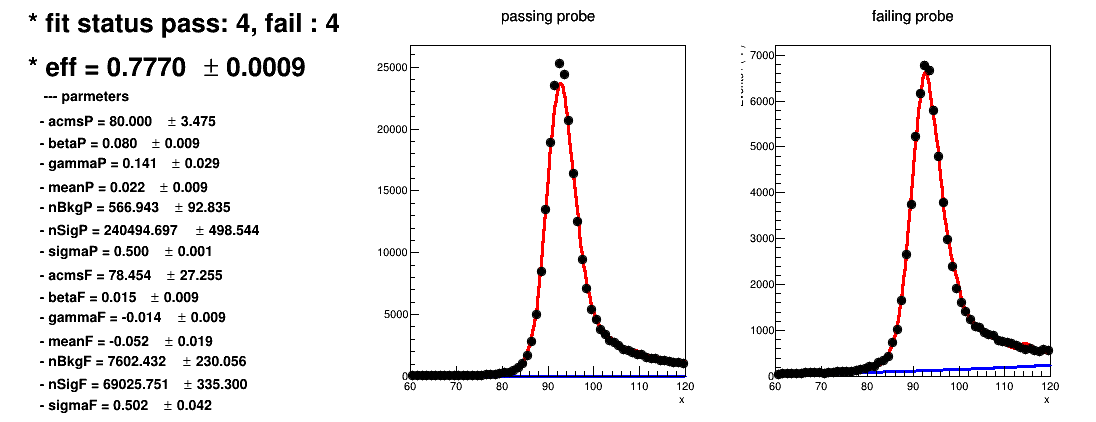 * fit status pass: 4, fail : 4
* eff = 0.7770 ± 0.0009
--- parmeters
- acmsP = 80.000 ± 3.475
- betaP = 0.080 ± 0.009
- gammaP = 0.141 ± 0.029
- meanP = 0.022 ± 0.009
- nBkgP = 566.943 ± 92.835
- nSigP = 240494.697 ± 498.544
- sigmaP = 0.500 ± 0.001
- acmsF = 78.454 ± 27.255
- betaF = 0.015 ± 0.009
- gammaF = -0.014 ± 0.009
- meanF = -0.052 ± 0.019
- nBkgF = 7602.432 ± 230.056
- nSigF = 69025.751 ± 335.300
- sigmaF = 0.502 ± 0.042
passing probe
25000
20000
15000
10000
5000
0
60 70 80 90 100 110 120
x
failing probe
7000
6000
5000
4000
3000
2000
1000
0
60 70 80 90 100 110 120
x